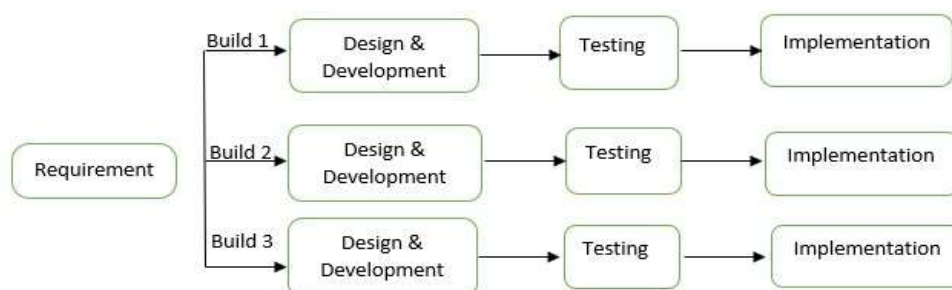 Build 1
Design &
Development
Testing
Implementation
Requirement
Build 2
Design &
Development
Testing
Implementation
Build 3
Design &
Development
Testing
Implementation